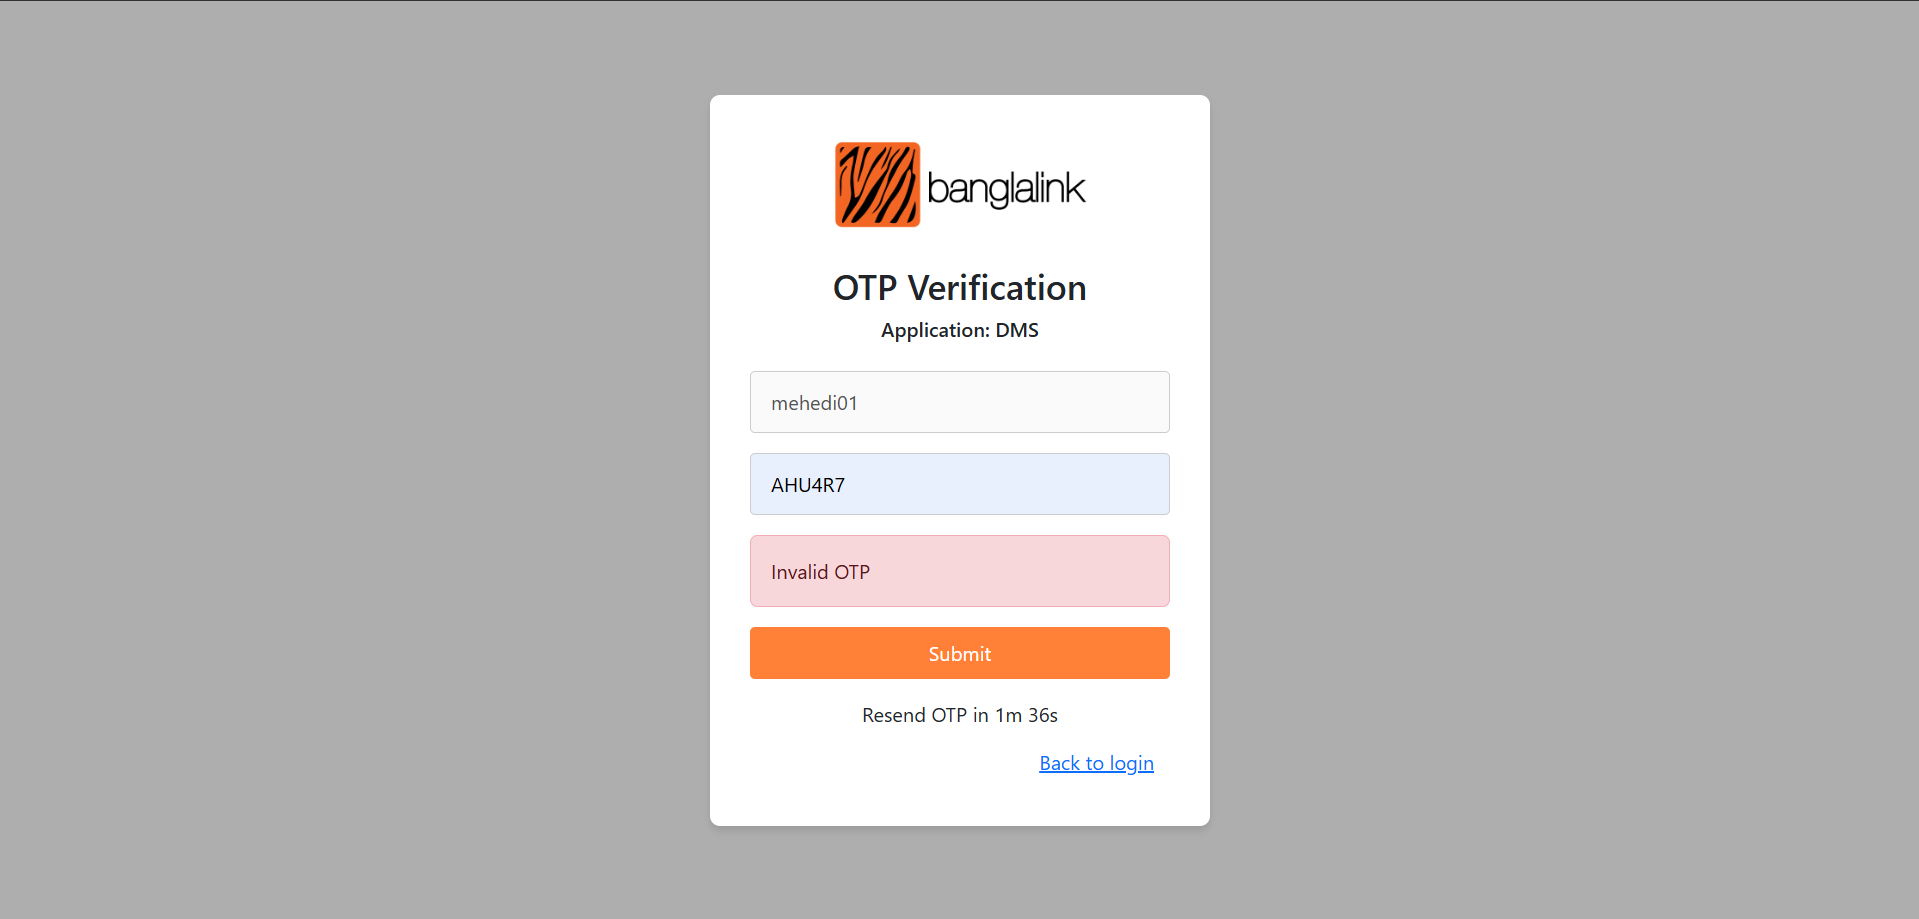 banglalink
OTP Verification
Application: DMS
mehedi01
AHU4R7
Invalid OTP
Submit
Resend OTP in 1m 36s
Back to login